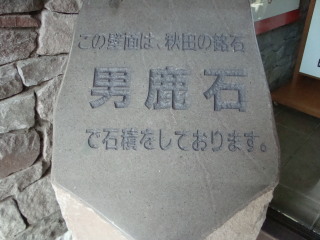 この壁面は、秋田の銘石
男鹿石
で石積をしております。